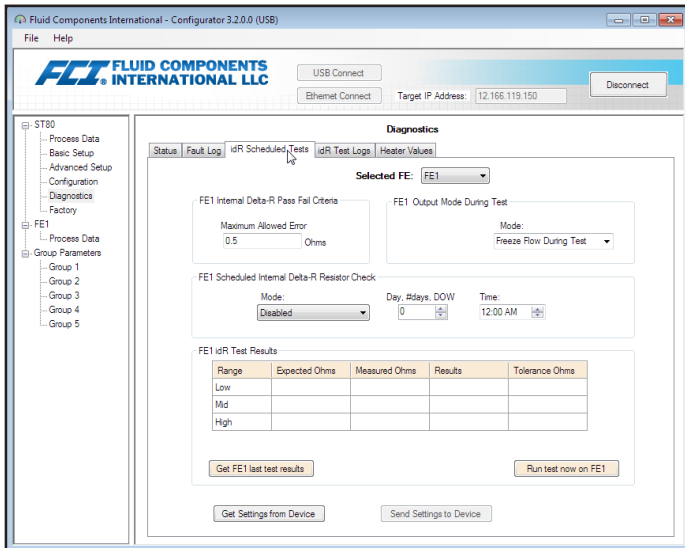 Fluid Components International - Configurator 3.2.0.0 (USB)
File Help
FCI. FLUID COMPONENTS
INTERNATIONAL LLC
USB Connect
Ethernet Connect Target IP Address: 12.166.119.150
Disconnect
ST80
Process Data
Basic Setup
Advanced Setup
Configuration
Diagnostics
Factory
FE1
Process Data
Group Parameters
Group 1
Group 2
Group 3
Group 4
Group 5
Diagnostics
Status Fault Log idR Scheduled Tests idR Test Logs Heater Values
Selected FE: FE1
FE1 Internal Delta-R Pass Fail Criteria
Maximum Allowed Error
0.5 Ohms
FE1 Output Mode During Test
Mode:
Freeze Flow During Test
FE1 Scheduled Internal Delta-R Resistor Check
Mode: Day, #days, DOW Time:
Disabled 0 12:00 AM
FE1 idR Test Results
Range Expected Ohms Measured Ohms Results Tolerance Ohms
Low
Mid
High
Get FE1 last test results Run test now on FE1
Get Settings from Device Send Settings to Device